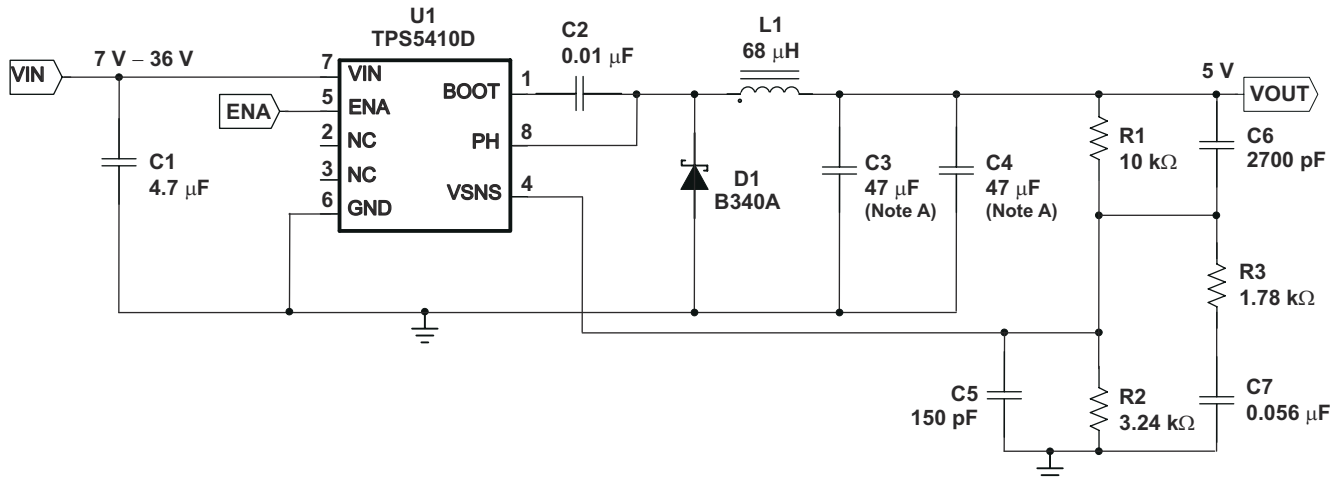 U1
TPS5410D
VIN
7 V – 36 V
7
VIN
ENA
5
ENA
2
NC
3
NC
6
GND
BOOT
1
PH
8
VSNS
4
C1
4.7 μF
C2
0.01 μF
L1
68 μH
D1
B340A
C3
47 μF
(Note A)
C4
47 μF
(Note A)
5 V
VOUT
R1
10 kΩ
C6
2700 pF
R3
1.78 kΩ
C5
150 pF
R2
3.24 kΩ
C7
0.056 μF